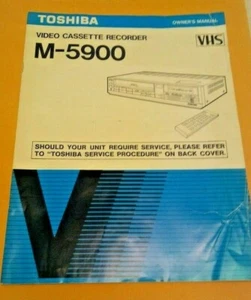 TOSHIBA
OWNER'S MANUAL
VIDEO CASSETTE RECORDER
M-5900
VHS
SHOULD YOUR UNIT REQUIRE SERVICE, PLEASE REFER
TO "TOSHIBA SERVICE PROCEDURE" ON BACK COVER.